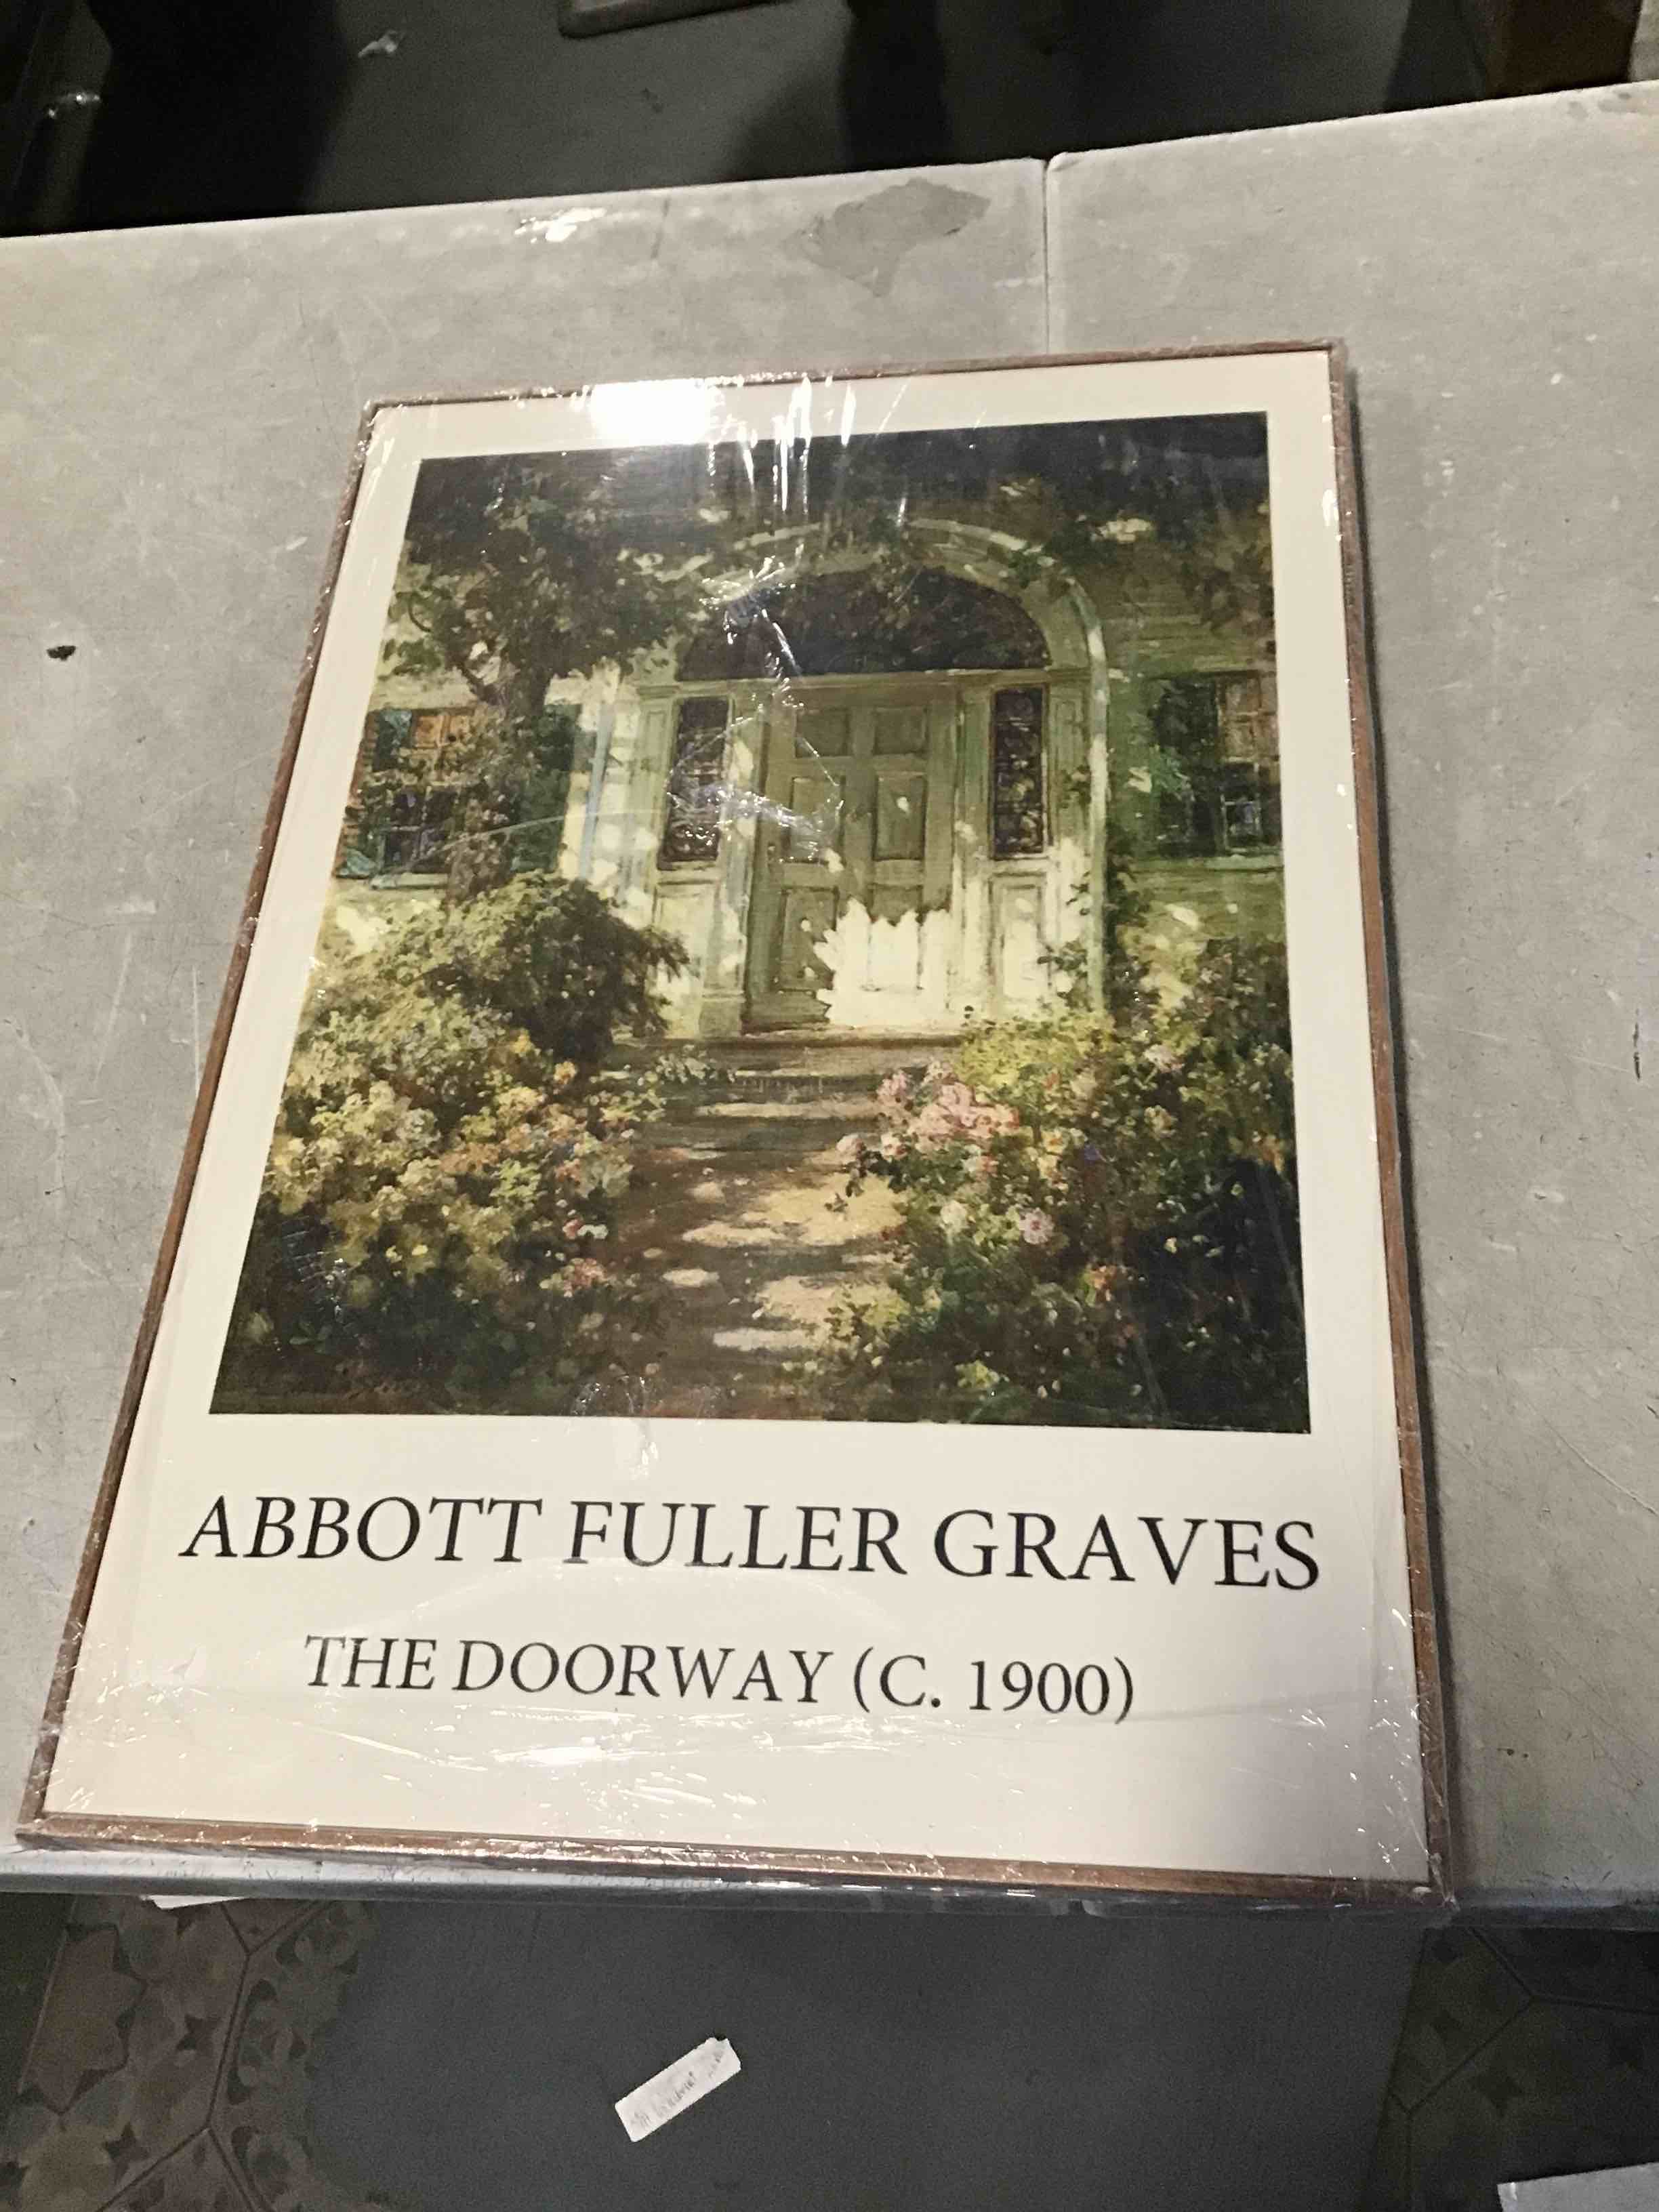 ABBOTT FULLER GRAVES
THE DOORWAY (C. 1900)